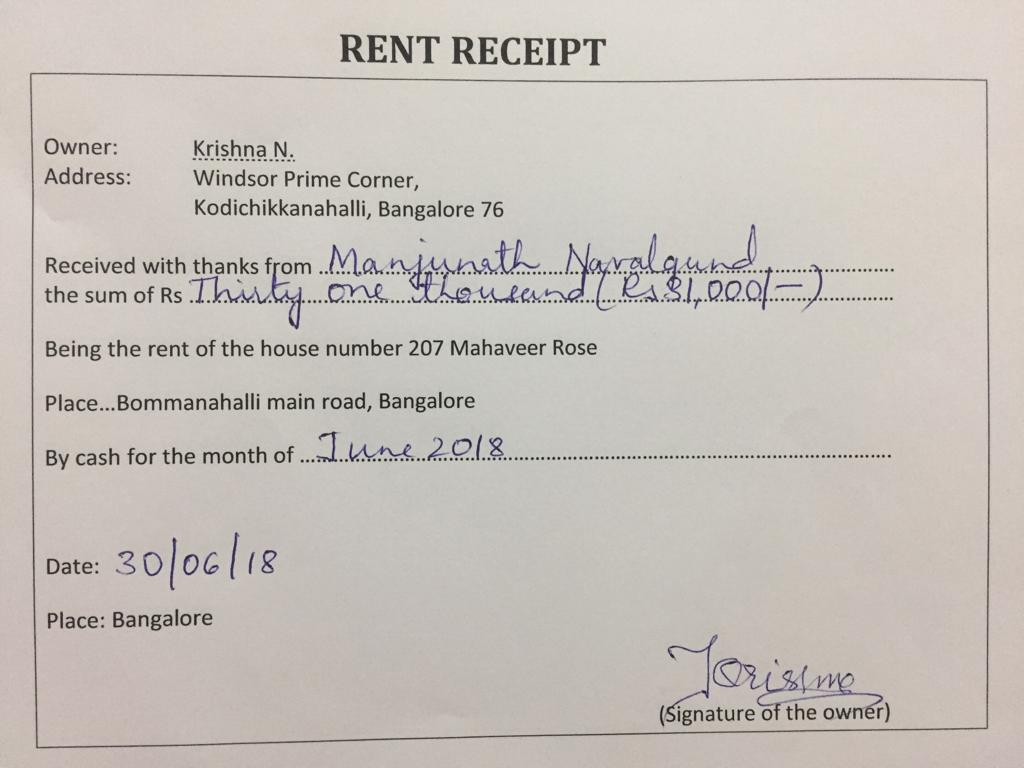 RENT RECEIPT
Owner: Krishna N.
Address: Windsor Prime Corner,
Kodichikkanahalli, Bangalore 76
Received with thanks from ..Manjunath Navalgund,....................
the sum of Rs .Thirty one thousand (Rs 31,000/-)..............
Being the rent of the house number 207 Mahaveer Rose
Place...Bommanahalli main road, Bangalore
By cash for the month of ...June 2018..............................................................
Date: 30/06/18
Place: Bangalore
(Signature of the owner)